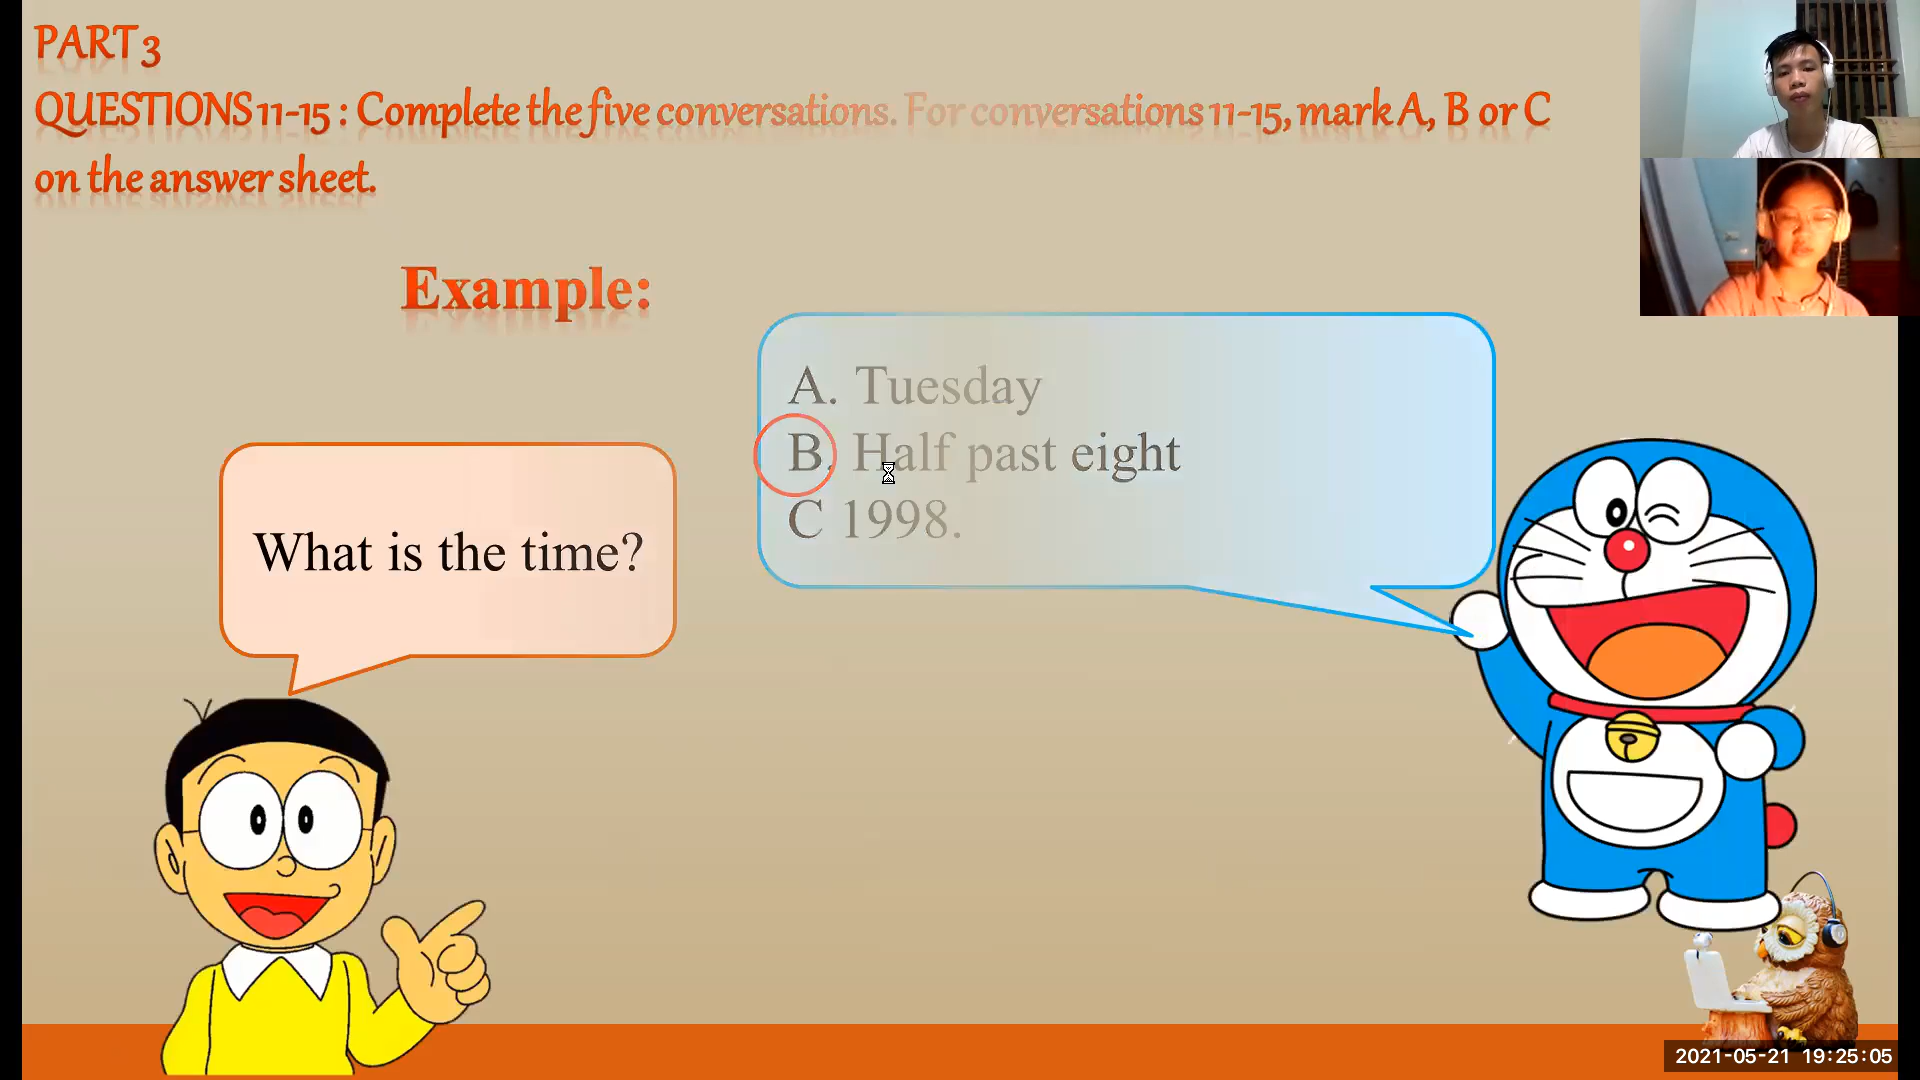 PART 3
QUESTIONS 11-15 : Complete the five conversations. For conversations 11-15, mark A, B or C
on the answer sheet.
Example:
A. Tuesday
B. Half past eight
C 1998.
What is the time?
2021-05-21 19:25:05